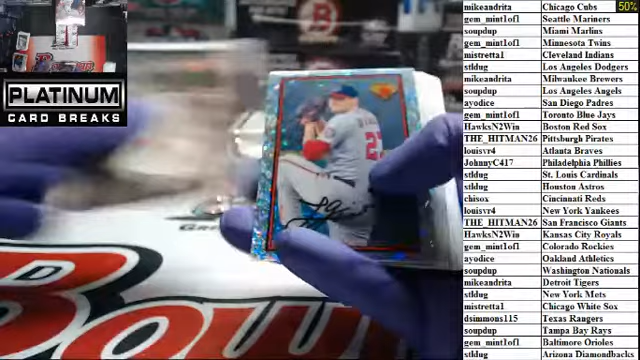 mikeandrita Chicago Cubs 50%
gem_mint1of1 Seattle Mariners
soupdup Miami Marlins
gem_mint1of1 Minnesota Twins
mistretta1 Cleveland Indians
stldug Los Angeles Dodgers
mikeandrita Milwaukee Brewers
soupdup Los Angeles Angels
ayodice San Diego Padres
gem_mint1of1 Toronto Blue Jays
HawksN2Win Boston Red Sox
THE_HITMAN26 Pittsburgh Pirates
louisvr4 Atlanta Braves
JohnnyC417 Philadelphia Phillies
stldug St. Louis Cardinals
stldug Houston Astros
chisox Cincinnati Reds
louisvr4 New York Yankees
THE_HITMAN26 San Francisco Giants
HawksN2Win Kansas City Royals
gem_mint1of1 Colorado Rockies
ayodice Oakland Athletics
soupdup Washington Nationals
mikeandrita Detroit Tigers
stldug New York Mets
mistretta1 Chicago White Sox
dsimmons115 Texas Rangers
soupdup Tampa Bay Rays
gem_mint1of1 Baltimore Orioles
stldug Arizona Diamondbacks
PLATINUM
CARD BREAKS